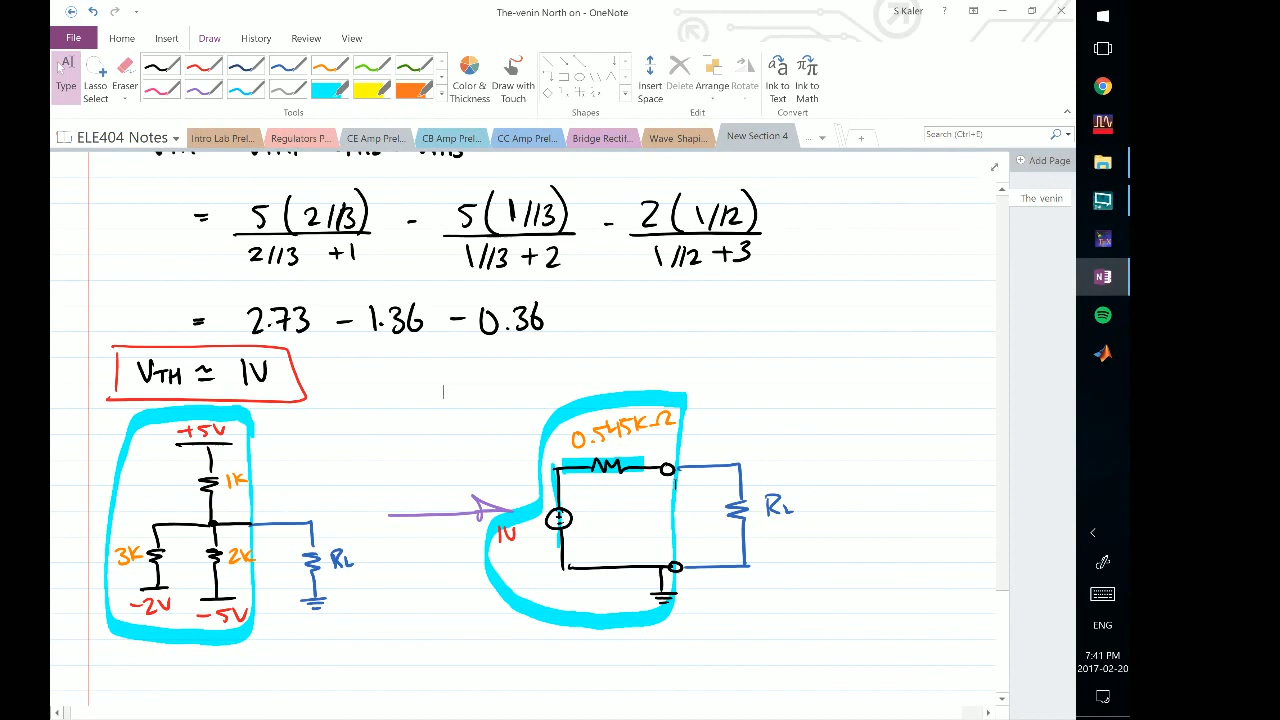 The-venin North on - OneNote
S Kaler
?
File
Home
Insert
Draw
History
Review
View
Type
Lasso Select
Eraser
Color & Thickness
Draw with Touch
Insert Space
Delete
Arrange
Rotate
Ink to Text
Ink to Math
Tools
Shapes
Edit
Convert
ELE404 Notes
Intro Lab Prel
Regulators P...
CE Amp Prel...
CB Amp Prel...
CC Amp Prel...
Bridge Rectif...
Wave Shapi...
New Section 4
...
Search (Ctrl+E)
Add Page
The venin
= 5(2//3) / 2//3 +1 - 5(1//3) / 1//3 + 2 - 2(1//2) / 1//2 +3
= 2.73 - 1.36 - 0.36
VTH ≃ 1V
+5V
1K
3K
2K
RL
-2V
-5V
0.545KΩ
1V
RL
ENG
7:41 PM
2017-02-20